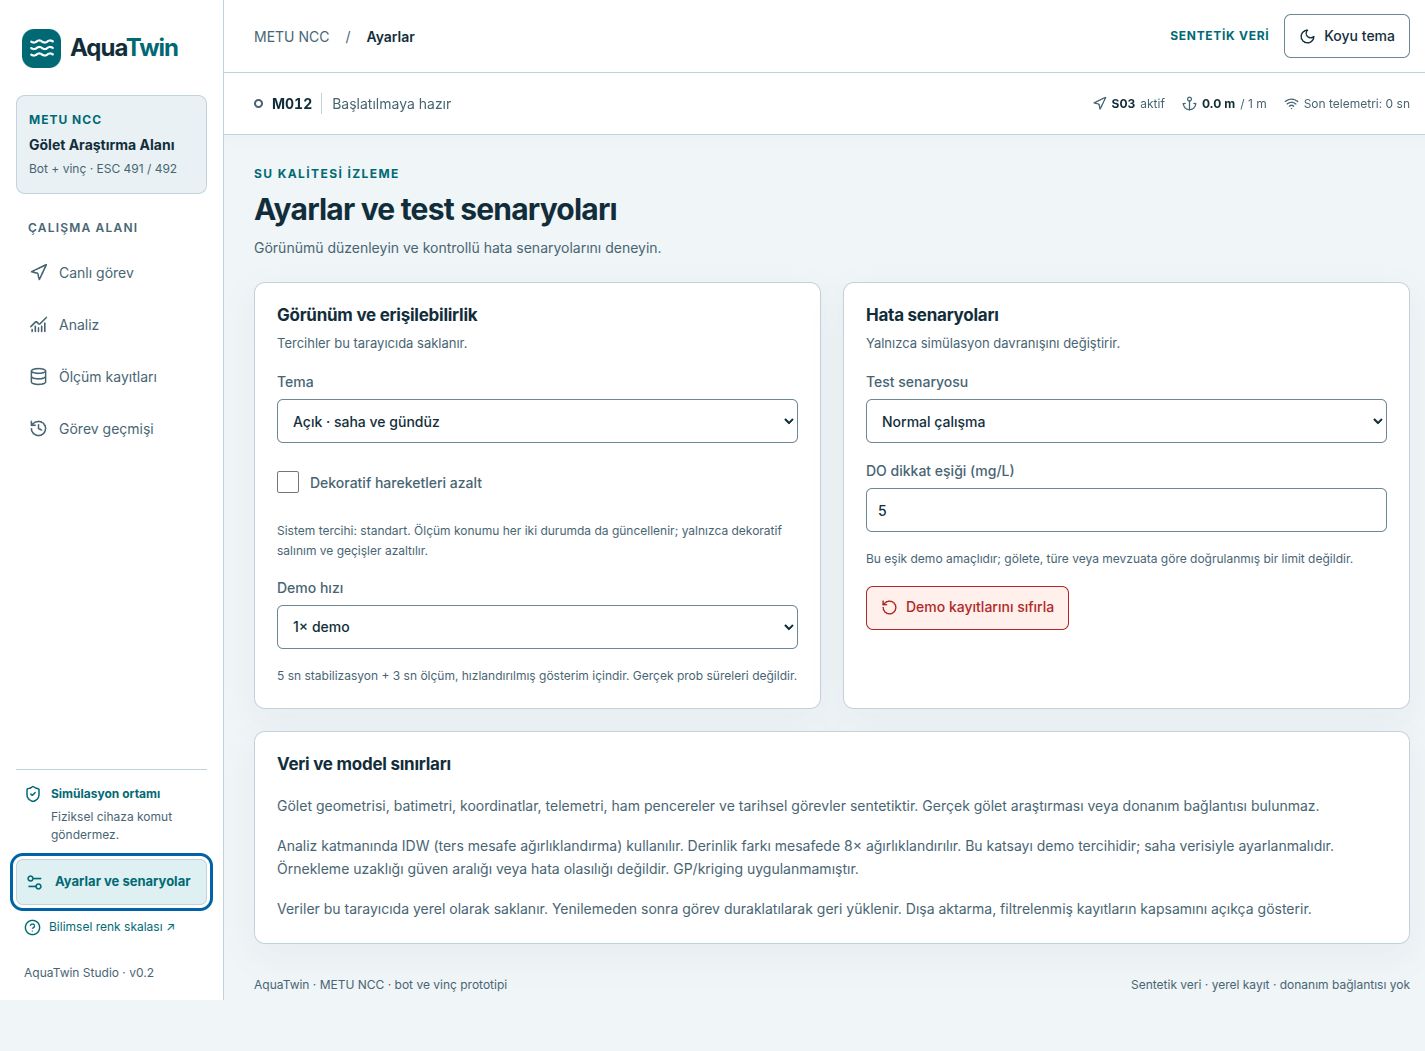 AquaTwin
METU NCC
Gölet Araştırma Alanı
Bot + vinç · ESC 491 / 492
ÇALIŞMA ALANI
Canlı görev
Analiz
Ölçüm kayıtları
Görev geçmişi
Simülasyon ortamı
Fiziksel cihaza komut
göndermez.
Ayarlar ve senaryolar
Bilimsel renk skalası ↗
AquaTwin Studio · v0.2
METU NCC / Ayarlar
SENTETİK VERİ
Koyu tema
M012 Başlatılmaya hazır
S03 aktif
0.0 m / 1 m
Son telemetri: 0 sn
SU KALİTESİ İZLEME
Ayarlar ve test senaryoları
Görünümü düzenleyin ve kontrollü hata senaryolarını deneyin.
Görünüm ve erişilebilirlik
Tercihler bu tarayıcıda saklanır.
Tema
Açık · saha ve gündüz
Dekoratif hareketleri azalt
Sistem tercihi: standart. Ölçüm konumu her iki durumda da güncellenir; yalnızca dekoratif
salınım ve geçişler azaltılır.
Demo hızı
1× demo
5 sn stabilizasyon + 3 sn ölçüm, hızlandırılmış gösterim içindir. Gerçek prob süreleri değildir.
Hata senaryoları
Yalnızca simülasyon davranışını değiştirir.
Test senaryosu
Normal çalışma
DO dikkat eşiği (mg/L)
5
Bu eşik demo amaçlıdır; gölete, türe veya mevzuata göre doğrulanmış bir limit değildir.
Demo kayıtlarını sıfırla
Veri ve model sınırları
Gölet geometrisi, batimetri, koordinatlar, telemetri, ham pencereler ve tarihsel görevler sentetiktir. Gerçek gölet araştırması veya donanım bağlantısı bulunmaz.
Analiz katmanında IDW (ters mesafe ağırlıklandırma) kullanılır. Derinlik farkı mesafede 8× ağırlıklandırılır. Bu katsayı demo tercihidir; saha verisiyle ayarlanmalıdır.
Örnekleme uzaklığı güven aralığı veya hata olasılığı değildir. GP/kriging uygulanmamıştır.
Veriler bu tarayıcıda yerel olarak saklanır. Yenilemeden sonra görev duraklatılarak geri yüklenir. Dışa aktarma, filtrelenmiş kayıtların kapsamını açıkça gösterir.
AquaTwin · METU NCC · bot ve vinç prototipi
Sentetik veri · yerel kayıt · donanım bağlantısı yok